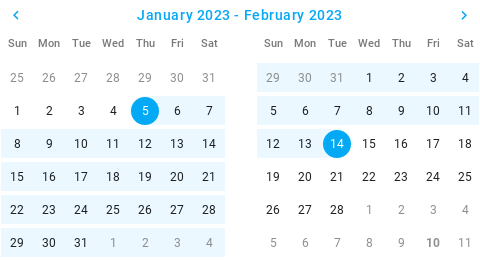 January 2023 - February 2023
Sun Mon Tue Wed Thu Fri Sat
25 26 27 28 29 30 31
1 2 3 4 5 6 7
8 9 10 11 12 13 14
15 16 17 18 19 20 21
22 23 24 25 26 27 28
29 30 31 1 2 3 4
Sun Mon Tue Wed Thu Fri Sat
29 30 31 1 2 3 4
5 6 7 8 9 10 11
12 13 14 15 16 17 18
19 20 21 22 23 24 25
26 27 28 1 2 3 4
5 6 7 8 9 10 11